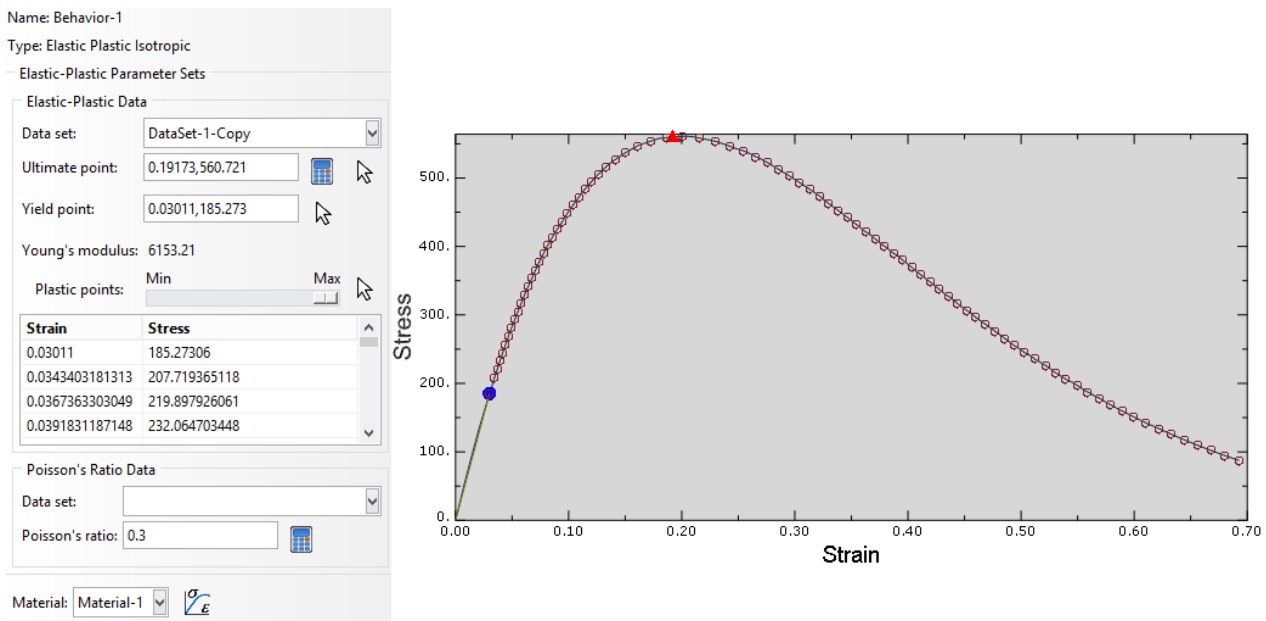 Name: Behavior-1
Type: Elastic Plastic Isotropic
Elastic-Plastic Parameter Sets
Elastic-Plastic Data
Data set: DataSet-1-Copy
Ultimate point: 0.19173,560.721
Yield point: 0.03011,185.273
Young's modulus: 6153.21
Plastic points: Min Max
Strain Stress
0.03011 185.27306
0.0343403181313 207.719365118
0.0367363303049 219.897926061
0.0391831187148 232.064703448
Poisson's Ratio Data
Data set:
Poisson's ratio: 0.3
Material: Material-1 σ ε
Stress
500.
400.
300.
200.
100.
0.
0.00 0.10 0.20 0.30 0.40 0.50 0.60 0.70
Strain